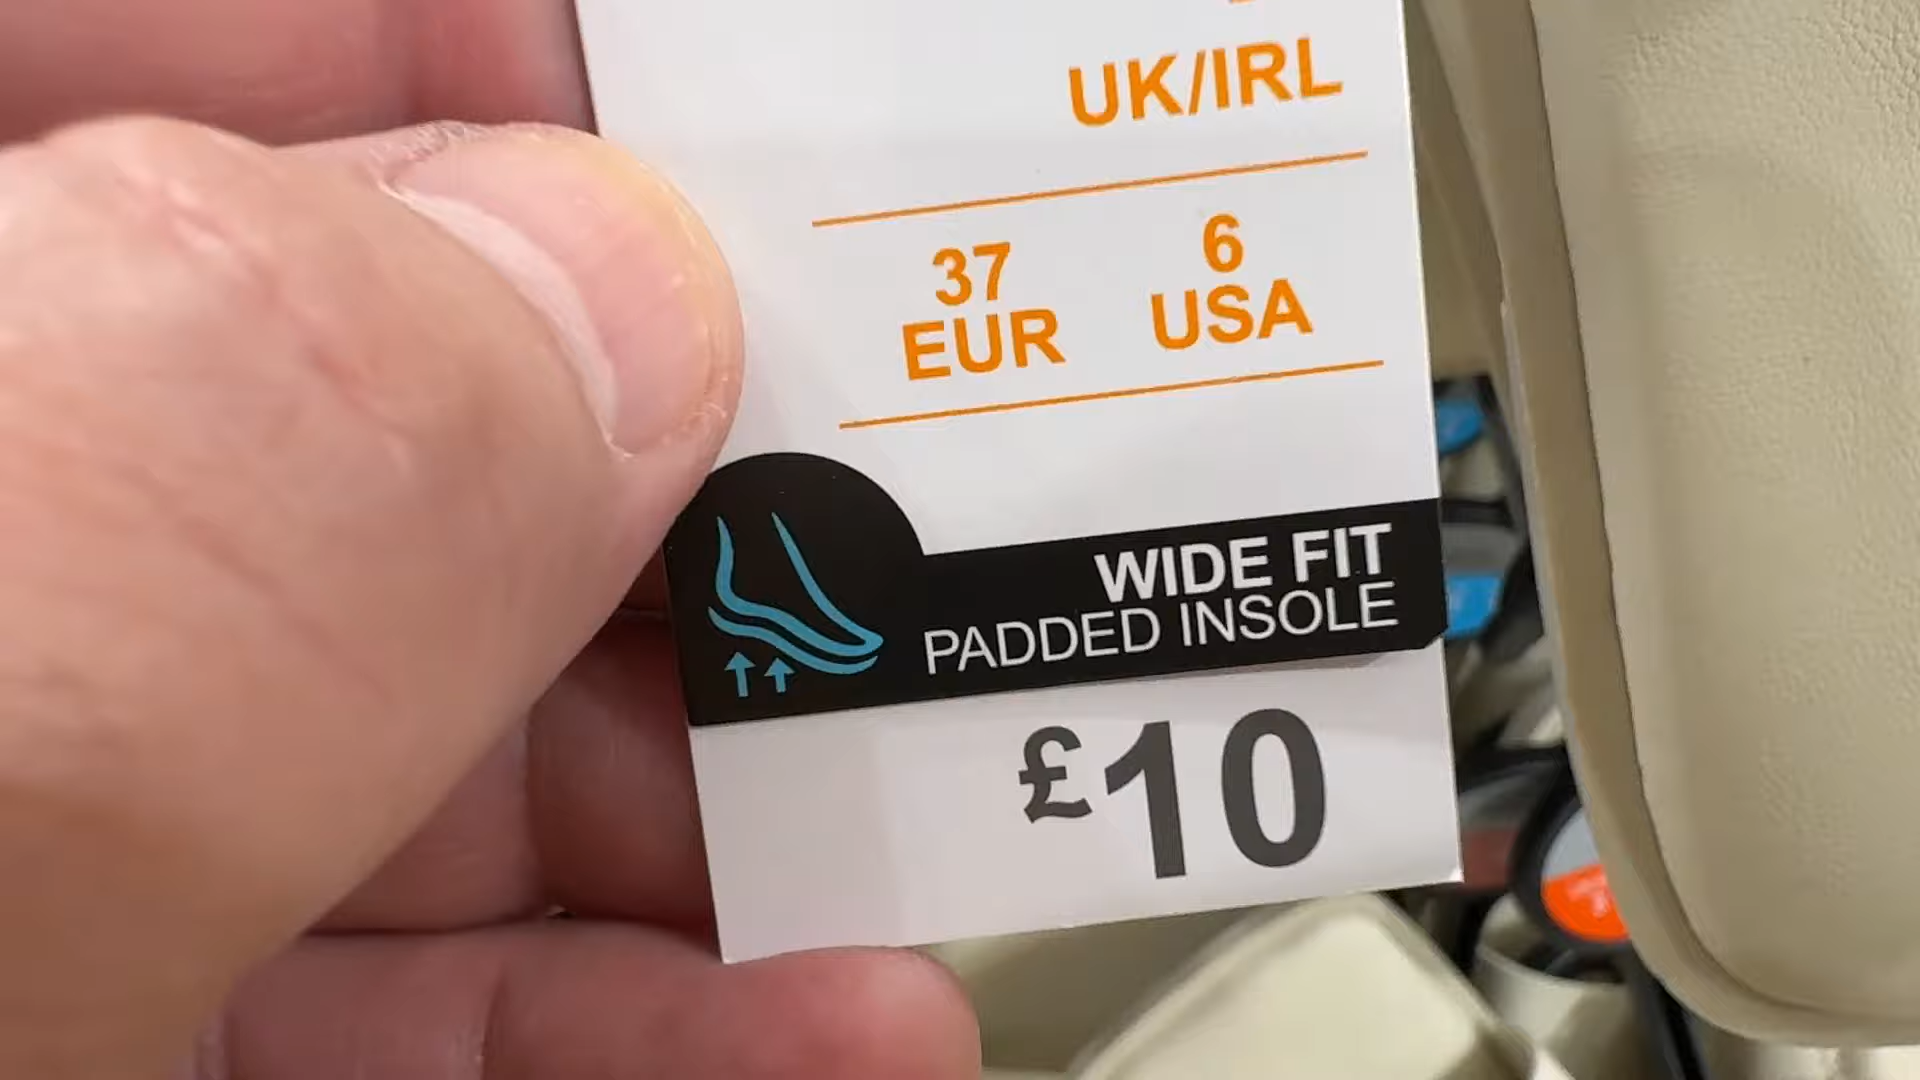 UK/IRL
37 6
EUR USA
WIDE FIT
PADDED INSOLE
£10